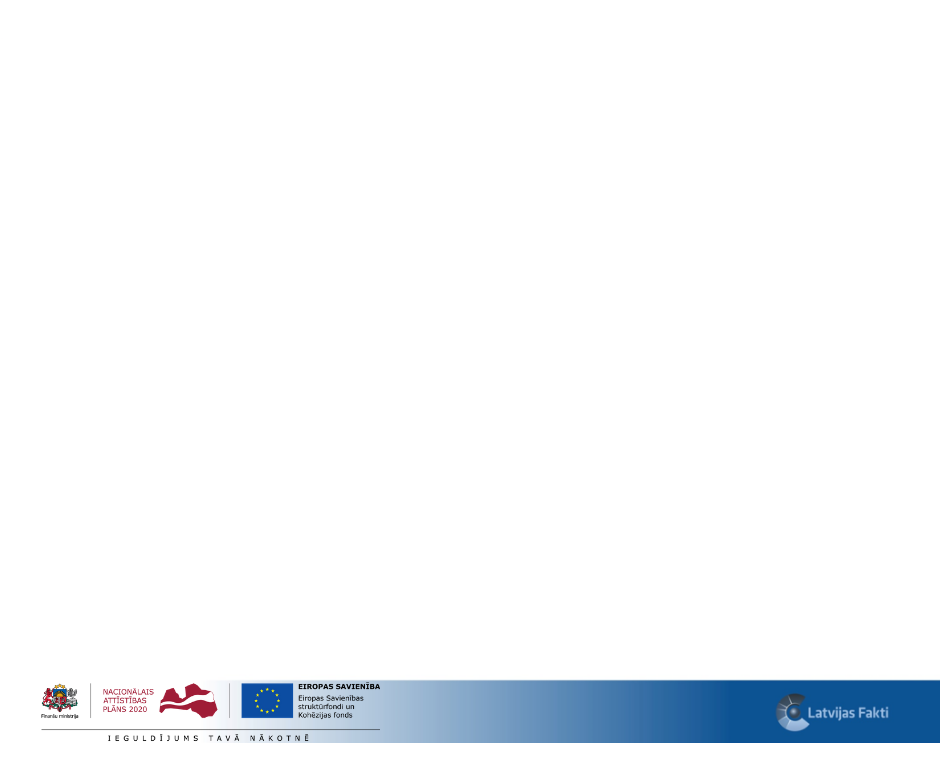 Finanšu ministrija
NACIONĀLAIS
ATTĪSTĪBAS
PLĀNS 2020
EIROPAS SAVIENĪBA
Eiropas Savienības
struktūrfondi un
Kohēzijas fonds
IEGULDĪJUMS TAVĀ NĀKOTNĒ
Latvijas Fakti